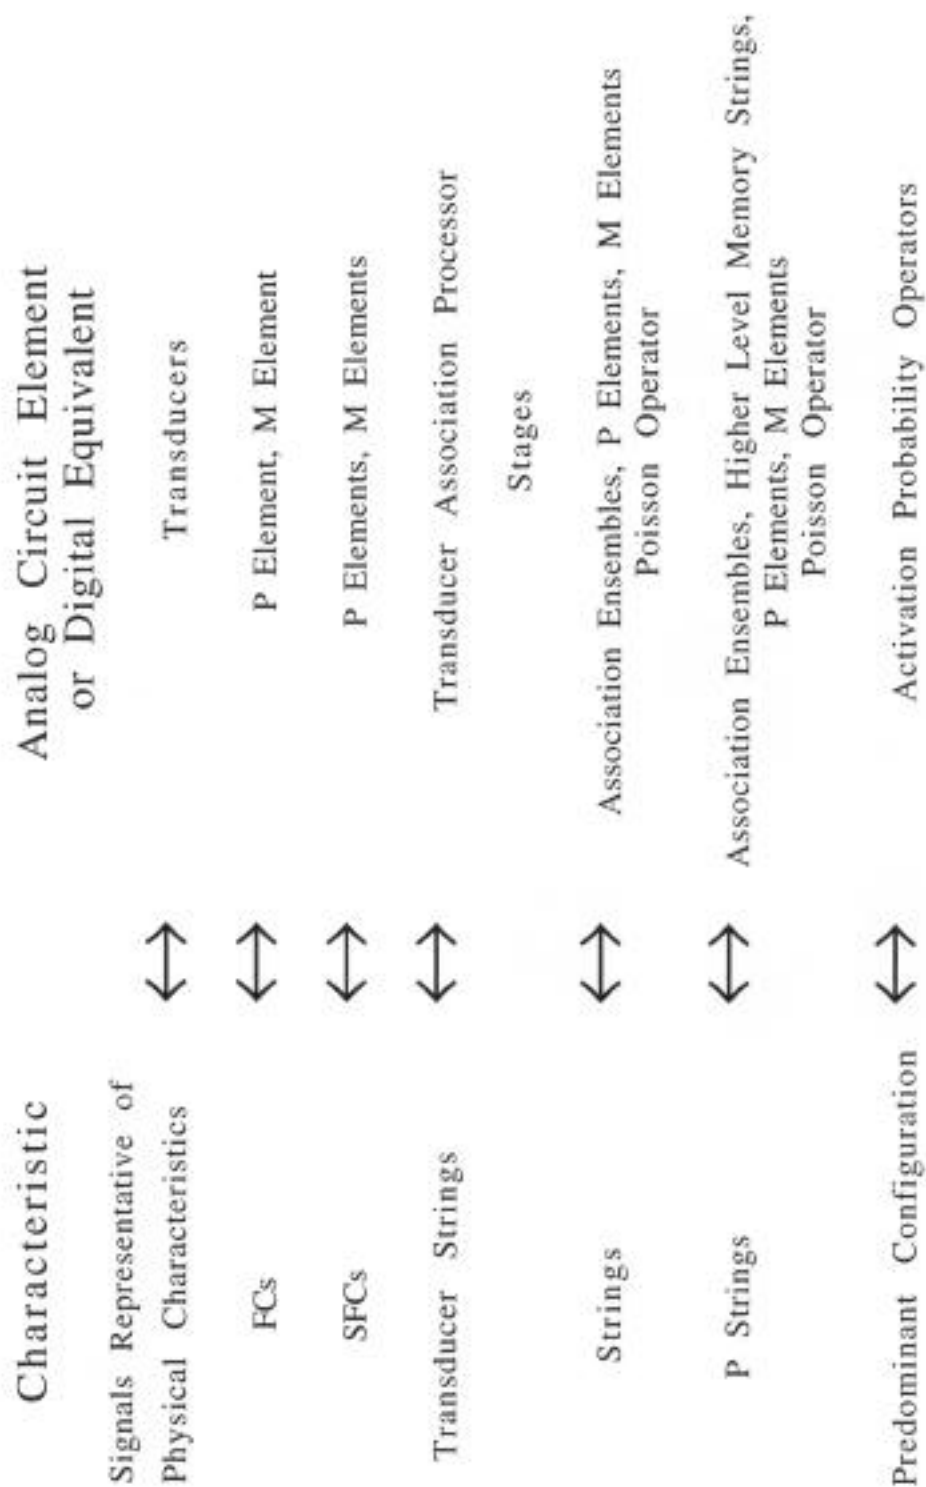 Characteristic
Analog Circuit Element
or Digital Equivalent
Signals Representative of
Physical Characteristics
Transducers
FCs
P Element, M Element
SFCs
P Elements, M Elements
Transducer Strings
Transducer Association Processor
Stages
Strings
Association Ensembles, P Elements, M Elements
Poisson Operator
P Strings
Association Ensembles, Higher Level Memory Strings,
P Elements, M Elements
Poisson Operator
Predominant Configuration
Activation Probability Operators